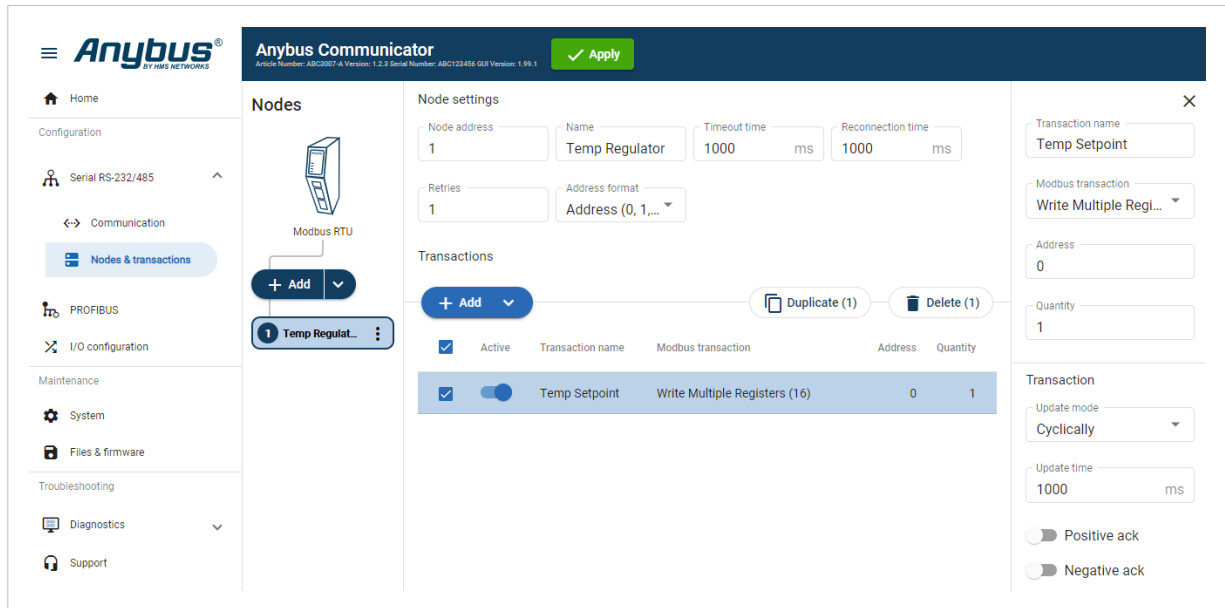 Anybus®
BY HMS NETWORKS
Home
Configuration
Serial RS-232/485
Communication
Nodes & transactions
PROFIBUS
I/O configuration
Maintenance
System
Files & firmware
Troubleshooting
Diagnostics
Support
Anybus Communicator
Article Number: ABC3007-A Version: 1.2.3 Serial Number: ABC123456 GUI Version: 1.99.1
Apply
Nodes
Modbus RTU
+ Add
1 Temp Regulat...
Node settings
Node address
1
Name
Temp Regulator
Timeout time
1000 ms
Reconnection time
1000 ms
Retries
1
Address format
Address (0, 1,...
Transactions
+ Add
Duplicate (1)
Delete (1)
Active Transaction name Modbus transaction Address Quantity
Temp Setpoint Write Multiple Registers (16) 0 1
Transaction name
Temp Setpoint
Modbus transaction
Write Multiple Regi...
Address
0
Quantity
1
Transaction
Update mode
Cyclically
Update time
1000 ms
Positive ack
Negative ack